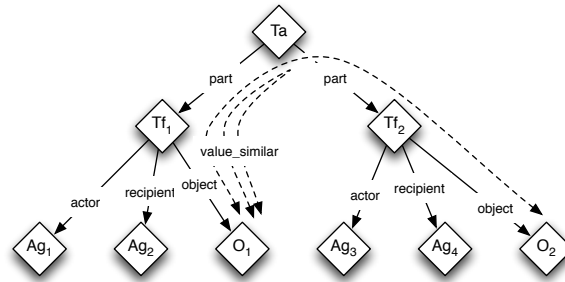 Ta
part
part
Tf1
Tf2
value_similar
actor
recipient
object
actor
recipient
object
Ag1
Ag2
O1
Ag3
Ag4
O2